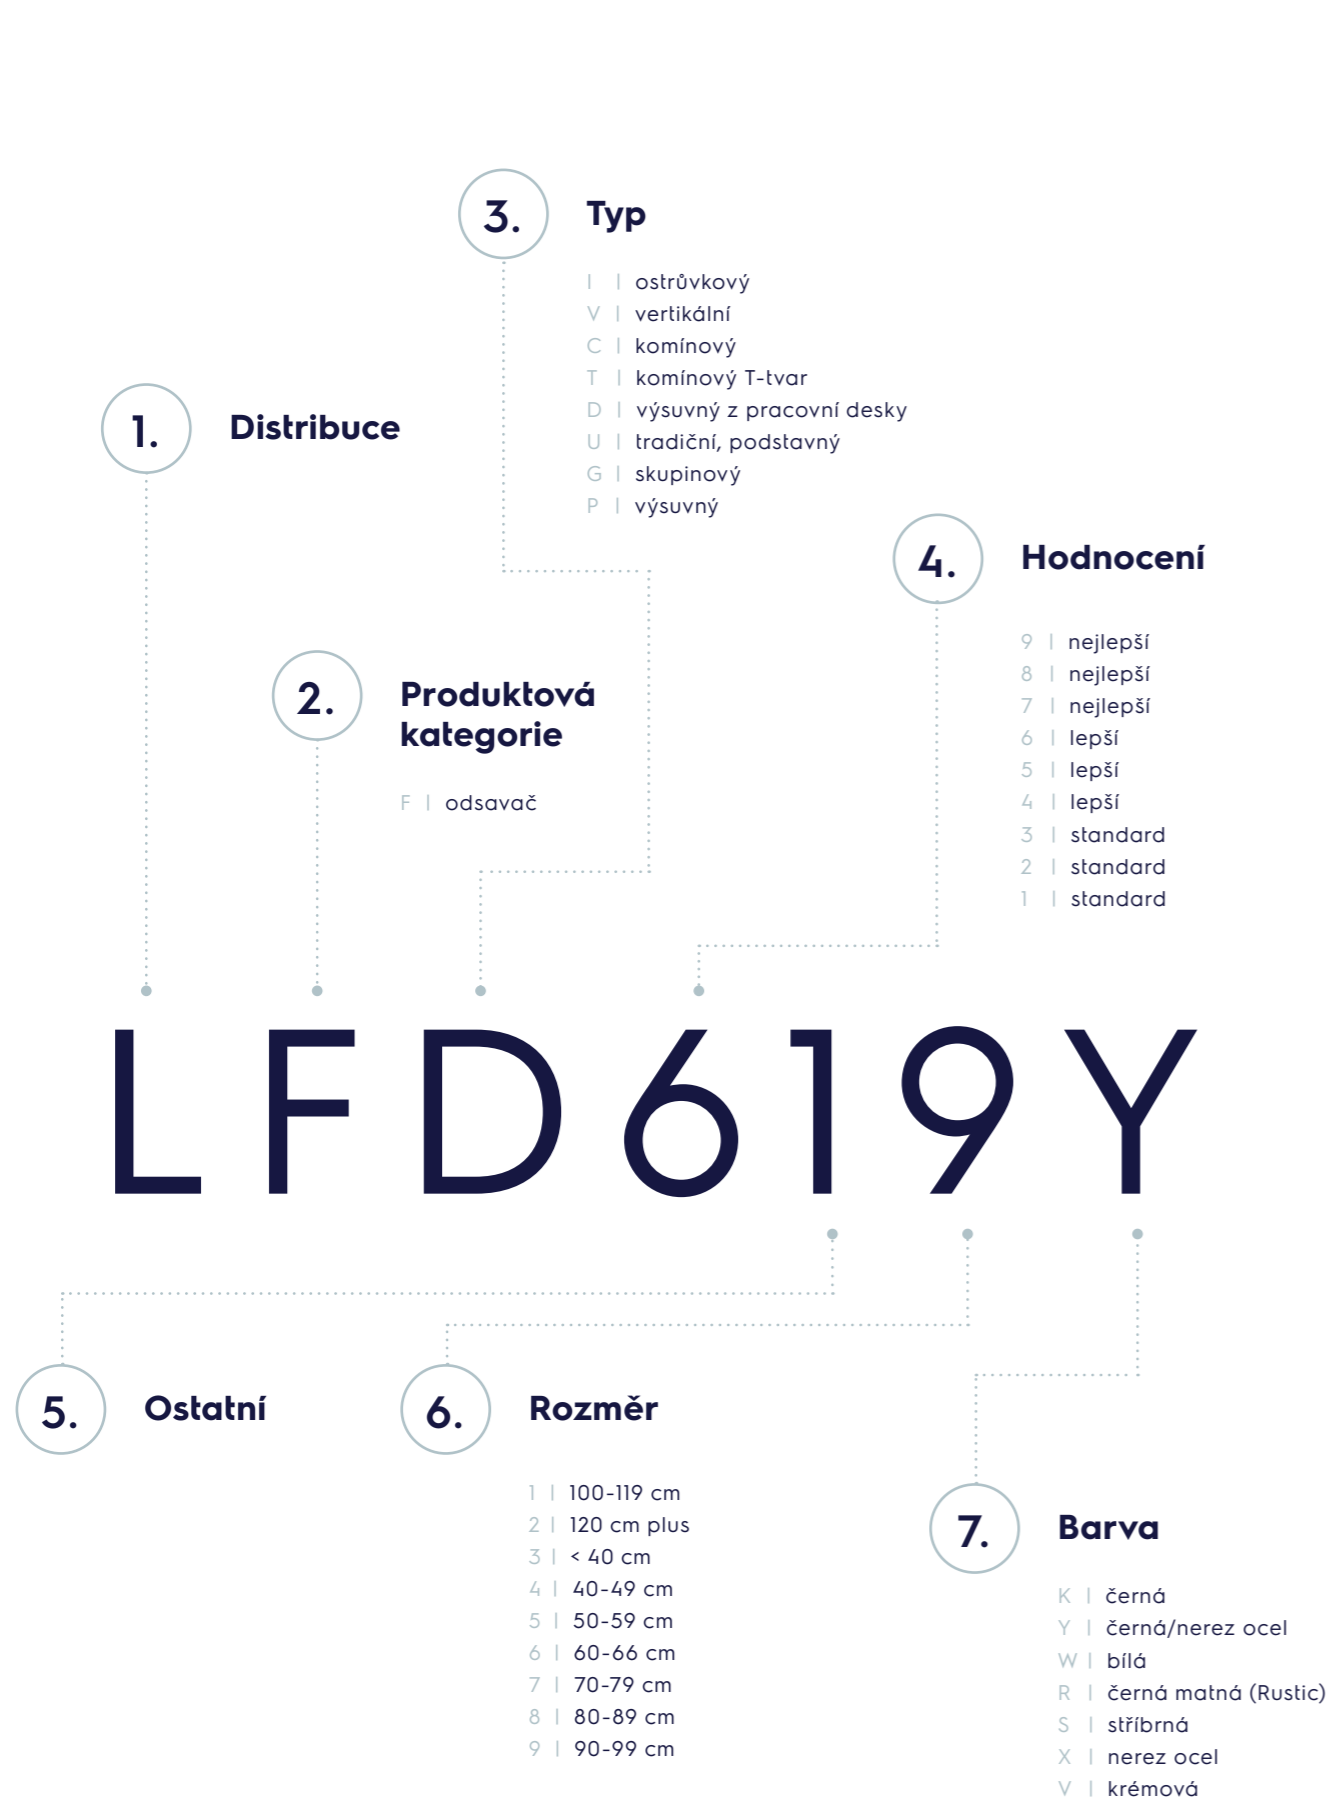 3.
Typ
I | ostrůvkový
V | vertikální
C | komínový
T | komínový T-tvar
D | výsuvný z pracovní desky
U | tradiční, podstavný
G | skupinový
P | výsuvný
1.
Distribuce
4.
Hodnocení
9 | nejlepší
8 | nejlepší
7 | nejlepší
6 | lepší
5 | lepší
4 | lepší
3 | standard
2 | standard
1 | standard
2.
Produktová
kategorie
F | odsavač
LFD619Y
5.
Ostatní
6.
Rozměr
1 | 100-119 cm
2 | 120 cm plus
3 | < 40 cm
4 | 40-49 cm
5 | 50-59 cm
6 | 60-66 cm
7 | 70-79 cm
8 | 80-89 cm
9 | 90-99 cm
7.
Barva
K | černá
Y | černá/nerez ocel
W | bílá
R | černá matná (Rustic)
S | stříbrná
X | nerez ocel
V | krémová